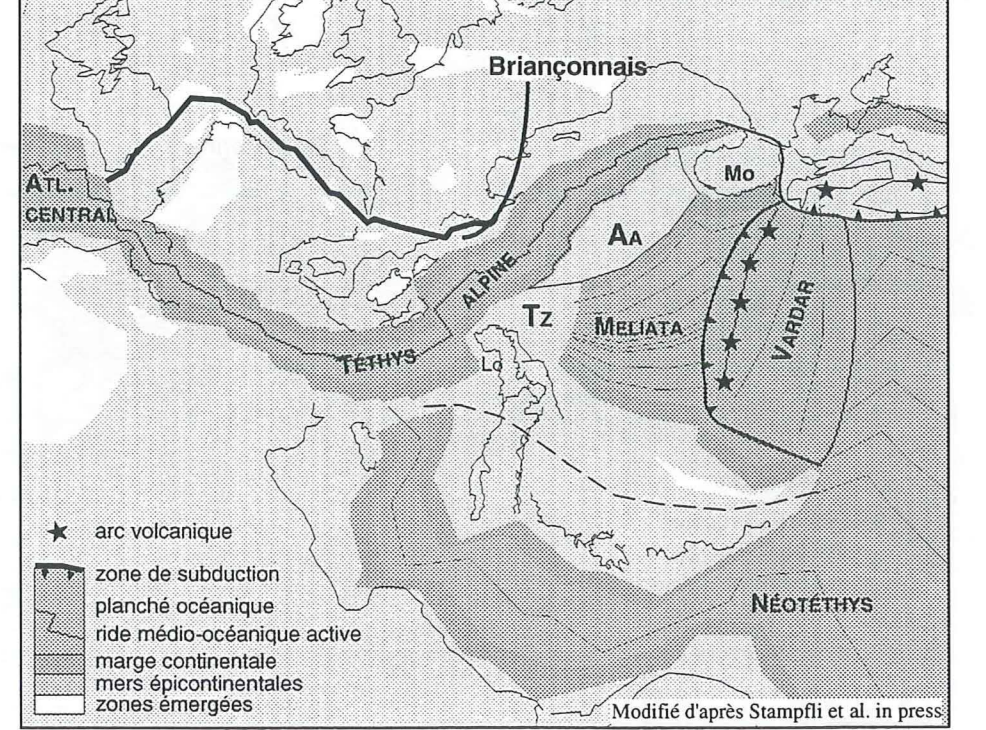 Briançonnais
Mo
ATL.
CENTRAL
AA
ALPINE
TZ
MELIATA
VARDAR
TÉTHYS
Lo
NÉOTÉTHYS
arc volcanique
zone de subduction
planché océanique
ride médio-océanique active
marge continentale
mers épicontinentales
zones émergées
Modifié d'après Stampfli et al. in press